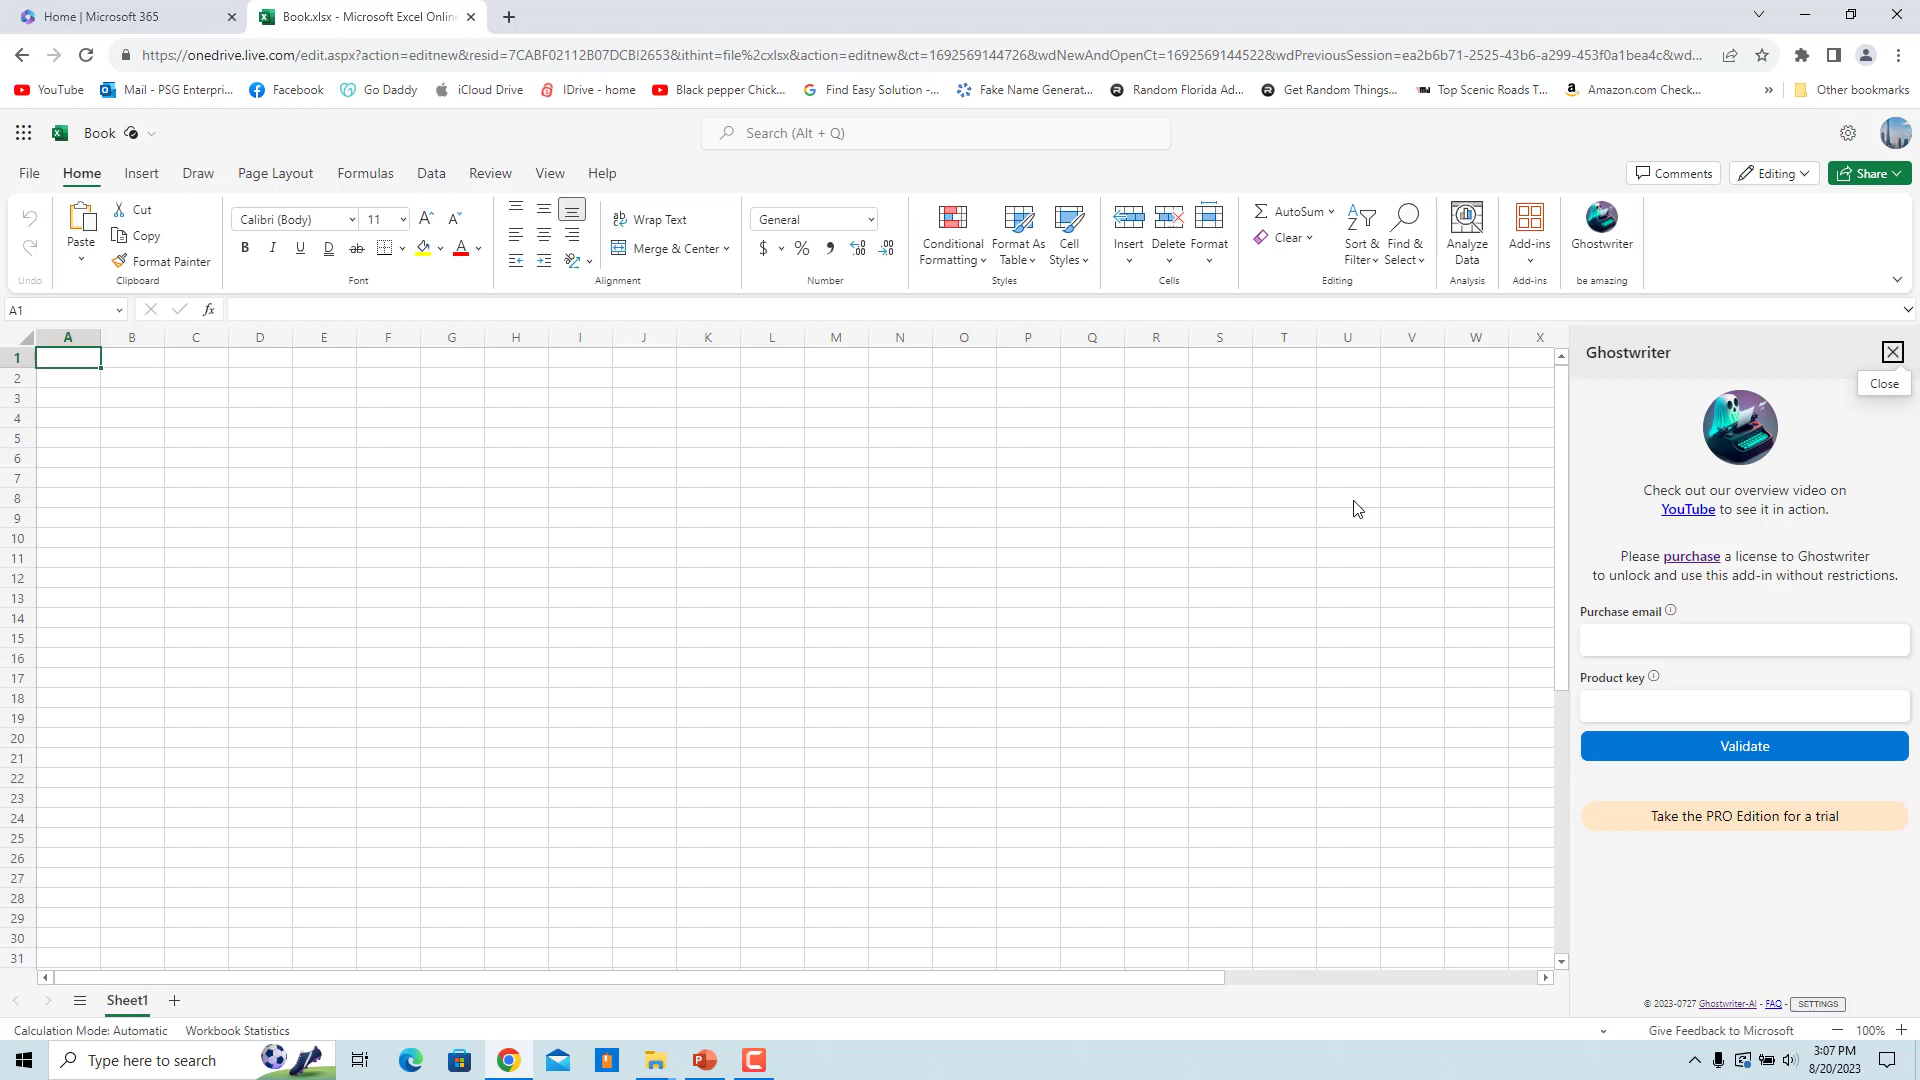 Home | Microsoft 365
Book.xlsx - Microsoft Excel Online
https://onedrive.live.com/edit.aspx?action=editnew&resid=7CABF02112B07DCB!2653&ithint=file%2cxlsx&action=editnew&ct=1692569144726&wdNewAndOpenCt=1692569144522&wdPreviousSession=ea2b6b71-2525-43b6-a299-453f0a1bea4c&wd...
YouTube
Mail - PSG Enterpri...
Facebook
Go Daddy
iCloud Drive
IDrive - home
Black pepper Chick...
Find Easy Solution -...
Fake Name Generat...
Random Florida Ad...
Get Random Things...
Top Scenic Roads T...
Amazon.com Check...
»
Other bookmarks
Book
Search (Alt + Q)
File Home Insert Draw Page Layout Formulas Data Review View Help
Comments
Editing
Share
Undo
Paste
Cut
Copy
Format Painter
Clipboard
Calibri (Body)
11
B I U D ab A
Font
Wrap Text
Merge & Center
Alignment
General
$ % 9 .00 .00
Number
Conditional Formatting
Format As Table
Cell Styles
Styles
Insert
Delete
Format
Cells
AutoSum
Clear
Sort & Filter
Find & Select
Editing
Analyze Data
Analysis
Add-ins
Add-ins
Ghostwriter
be amazing
A1
fx
A B C D E F G H I J K L M N O P Q R S T U V W X
1
2
3
4
5
6
7
8
9
10
11
12
13
14
15
16
17
18
19
20
21
22
23
24
25
26
27
28
29
30
31
Ghostwriter
Close
Check out our overview video on
YouTube to see it in action.
Please purchase a license to Ghostwriter
to unlock and use this add-in without restrictions.
Purchase email
Product key
Validate
Take the PRO Edition for a trial
© 2023-0727 Ghostwriter-AI - FAQ - SETTINGS
Sheet1
Calculation Mode: Automatic
Workbook Statistics
Give Feedback to Microsoft
100%
Type here to search
3:07 PM
8/20/2023